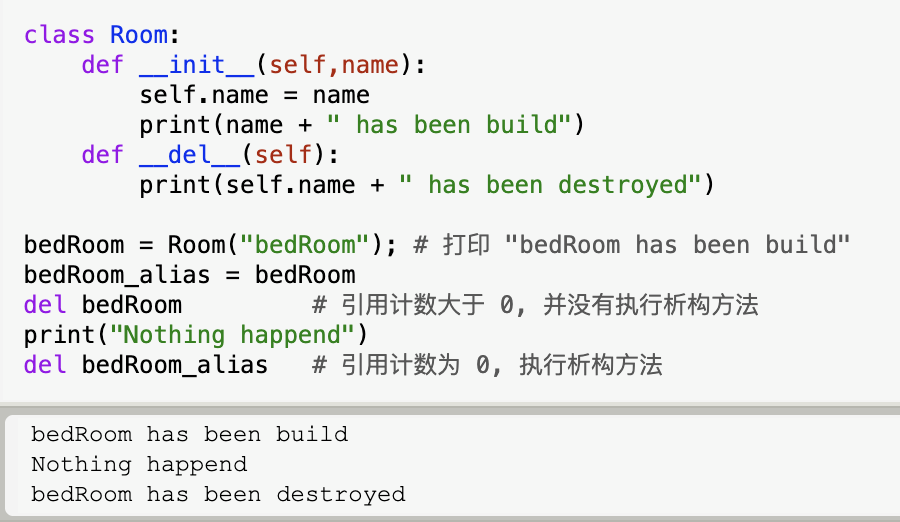 class Room:
    def __init__(self,name):
        self.name = name
        print(name + " has been build")
    def __del__(self):
        print(self.name + " has been destroyed")
bedRoom = Room("bedRoom"); # 打印 "bedRoom has been build"
bedRoom_alias = bedRoom
del bedRoom         # 引用计数大于 0, 并没有执行析构方法
print("Nothing happend")
del bedRoom_alias   # 引用计数为 0, 执行析构方法
bedRoom has been build
Nothing happend
bedRoom has been destroyed